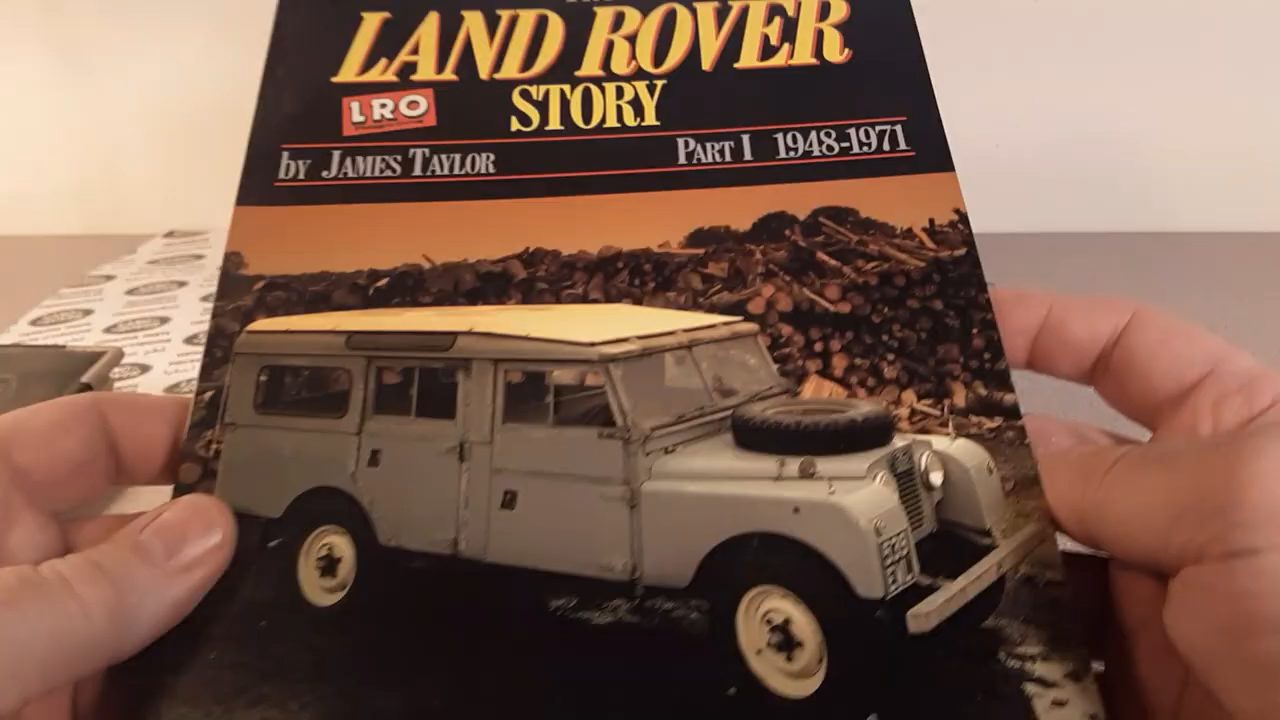 LAND ROVER
LRO
STORY
by JAMES TAYLOR
PART I 1948-1971